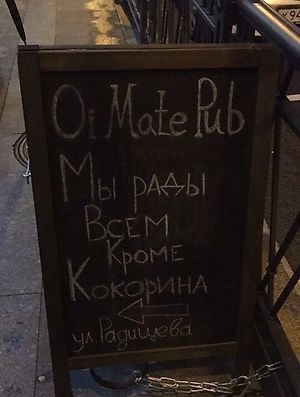 Oi Mate Pub
Мы рады
Всем
Кроме
Кокорина
ул. Радищева